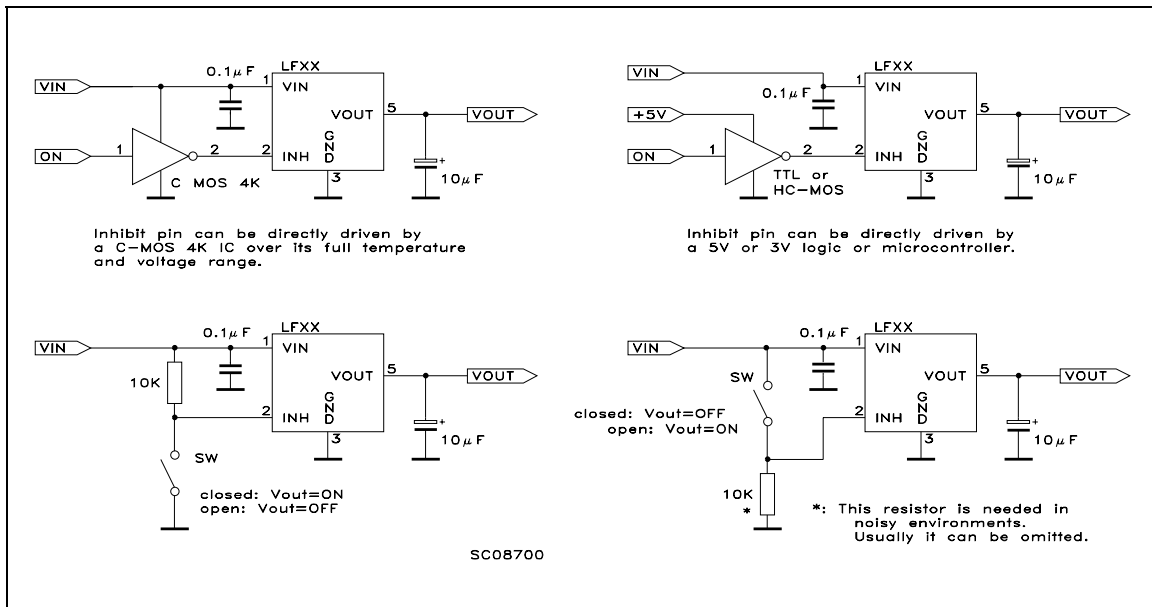 LFXX
0.1μF
VIN
1
VIN
VOUT
5
VOUT
ON
1
2
2
INH
GND
3
C MOS 4K
+
10μF
Inhibit pin can be directly driven by
a C-MOS 4K IC over its full temperature
and voltage range.
LFXX
VIN
0.1μF
1
VIN
+5V
VOUT
5
VOUT
ON
1
2
2
INH
GND
3
TTL or
HC-MOS
+
10μF
Inhibit pin can be directly driven by
a 5V or 3V logic or microcontroller.
LFXX
0.1μF
VIN
1
VIN
10K
VOUT
5
VOUT
2
INH
GND
3
+
10μF
SW
closed: Vout=ON
open: Vout=OFF
LFXX
0.1μF
VIN
1
VIN
SW
VOUT
5
VOUT
closed: Vout=OFF
open: Vout=ON
2
INH
GND
3
+
10μF
10K
*
*: This resistor is needed in
noisy environments.
Usually it can be omitted.
SC08700